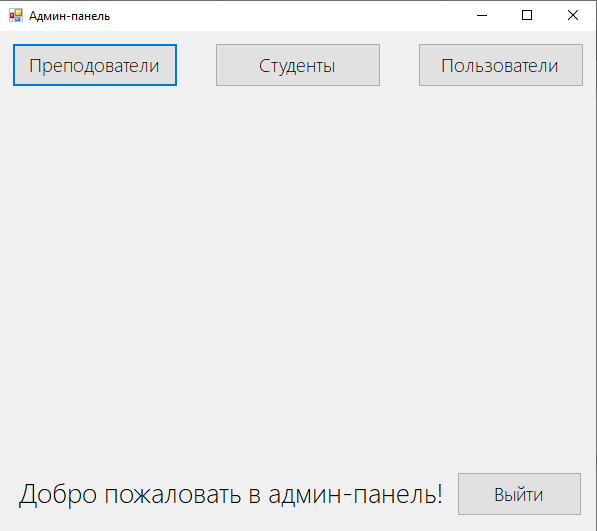 Админ-панель
Преподователи
Студенты
Пользователи
Добро пожаловать в админ-панель!
Выйти